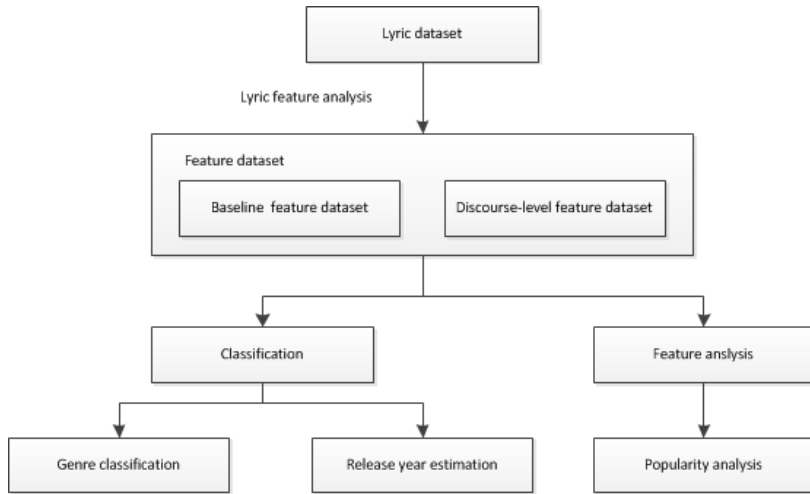 Lyric dataset
Lyric feature analysis
Feature dataset
Baseline feature dataset
Discourse-level feature dataset
Classification
Feature anslysis
Genre classification
Release year estimation
Popularity analysis